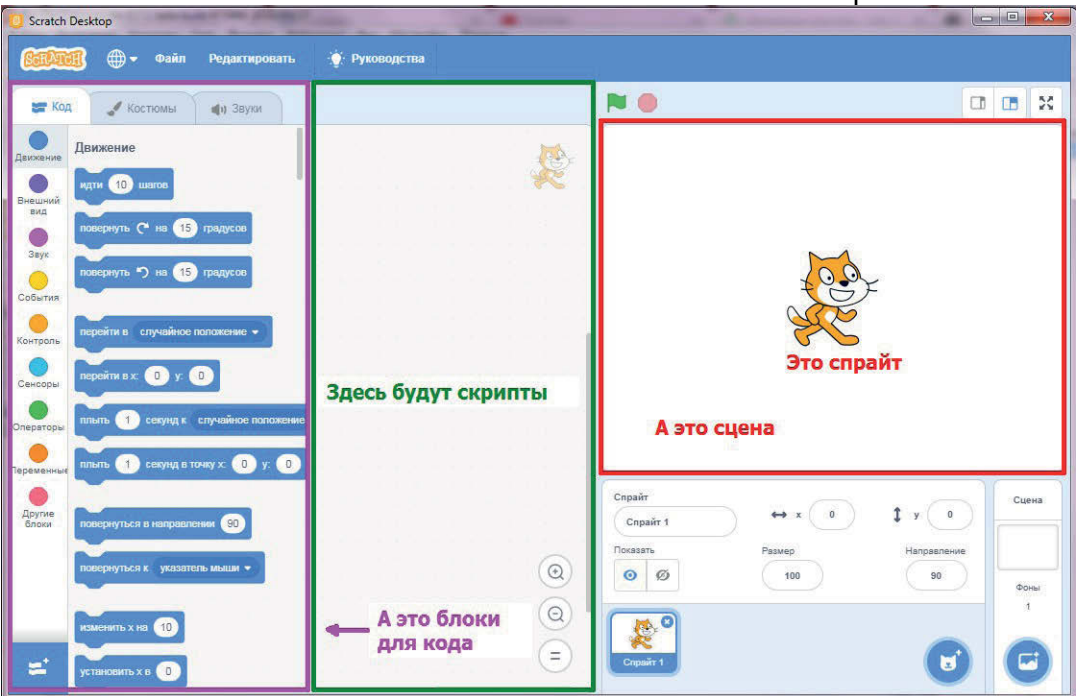 Scratch Desktop
SCRATCH
Файл
Редактировать
Руководства
Код
Костюмы
Звуки
Движение
Внешний
вид
Звук
События
Контроль
Сенсоры
Операторы
Переменные
Другие
блоки
Движение
идти 10 шагов
повернуть на 15 градусов
повернуть на 15 градусов
перейти в случайное положение
перейти в x: 0 y: 0
плыть 1 секунд к случайное положение
плыть 1 секунд в точку x: 0 y: 0
повернуться в направлении 90
повернуться к указатель мыши
изменить x на 10
установить x в 0
Здесь будут скрипты
А это блоки
для кода
Это спрайт
А это сцена
Спрайт
Спрайт 1
x 0
y 0
Показать
Размер
100
Направление
90
Спрайт 1
Сцена
Фоны
1